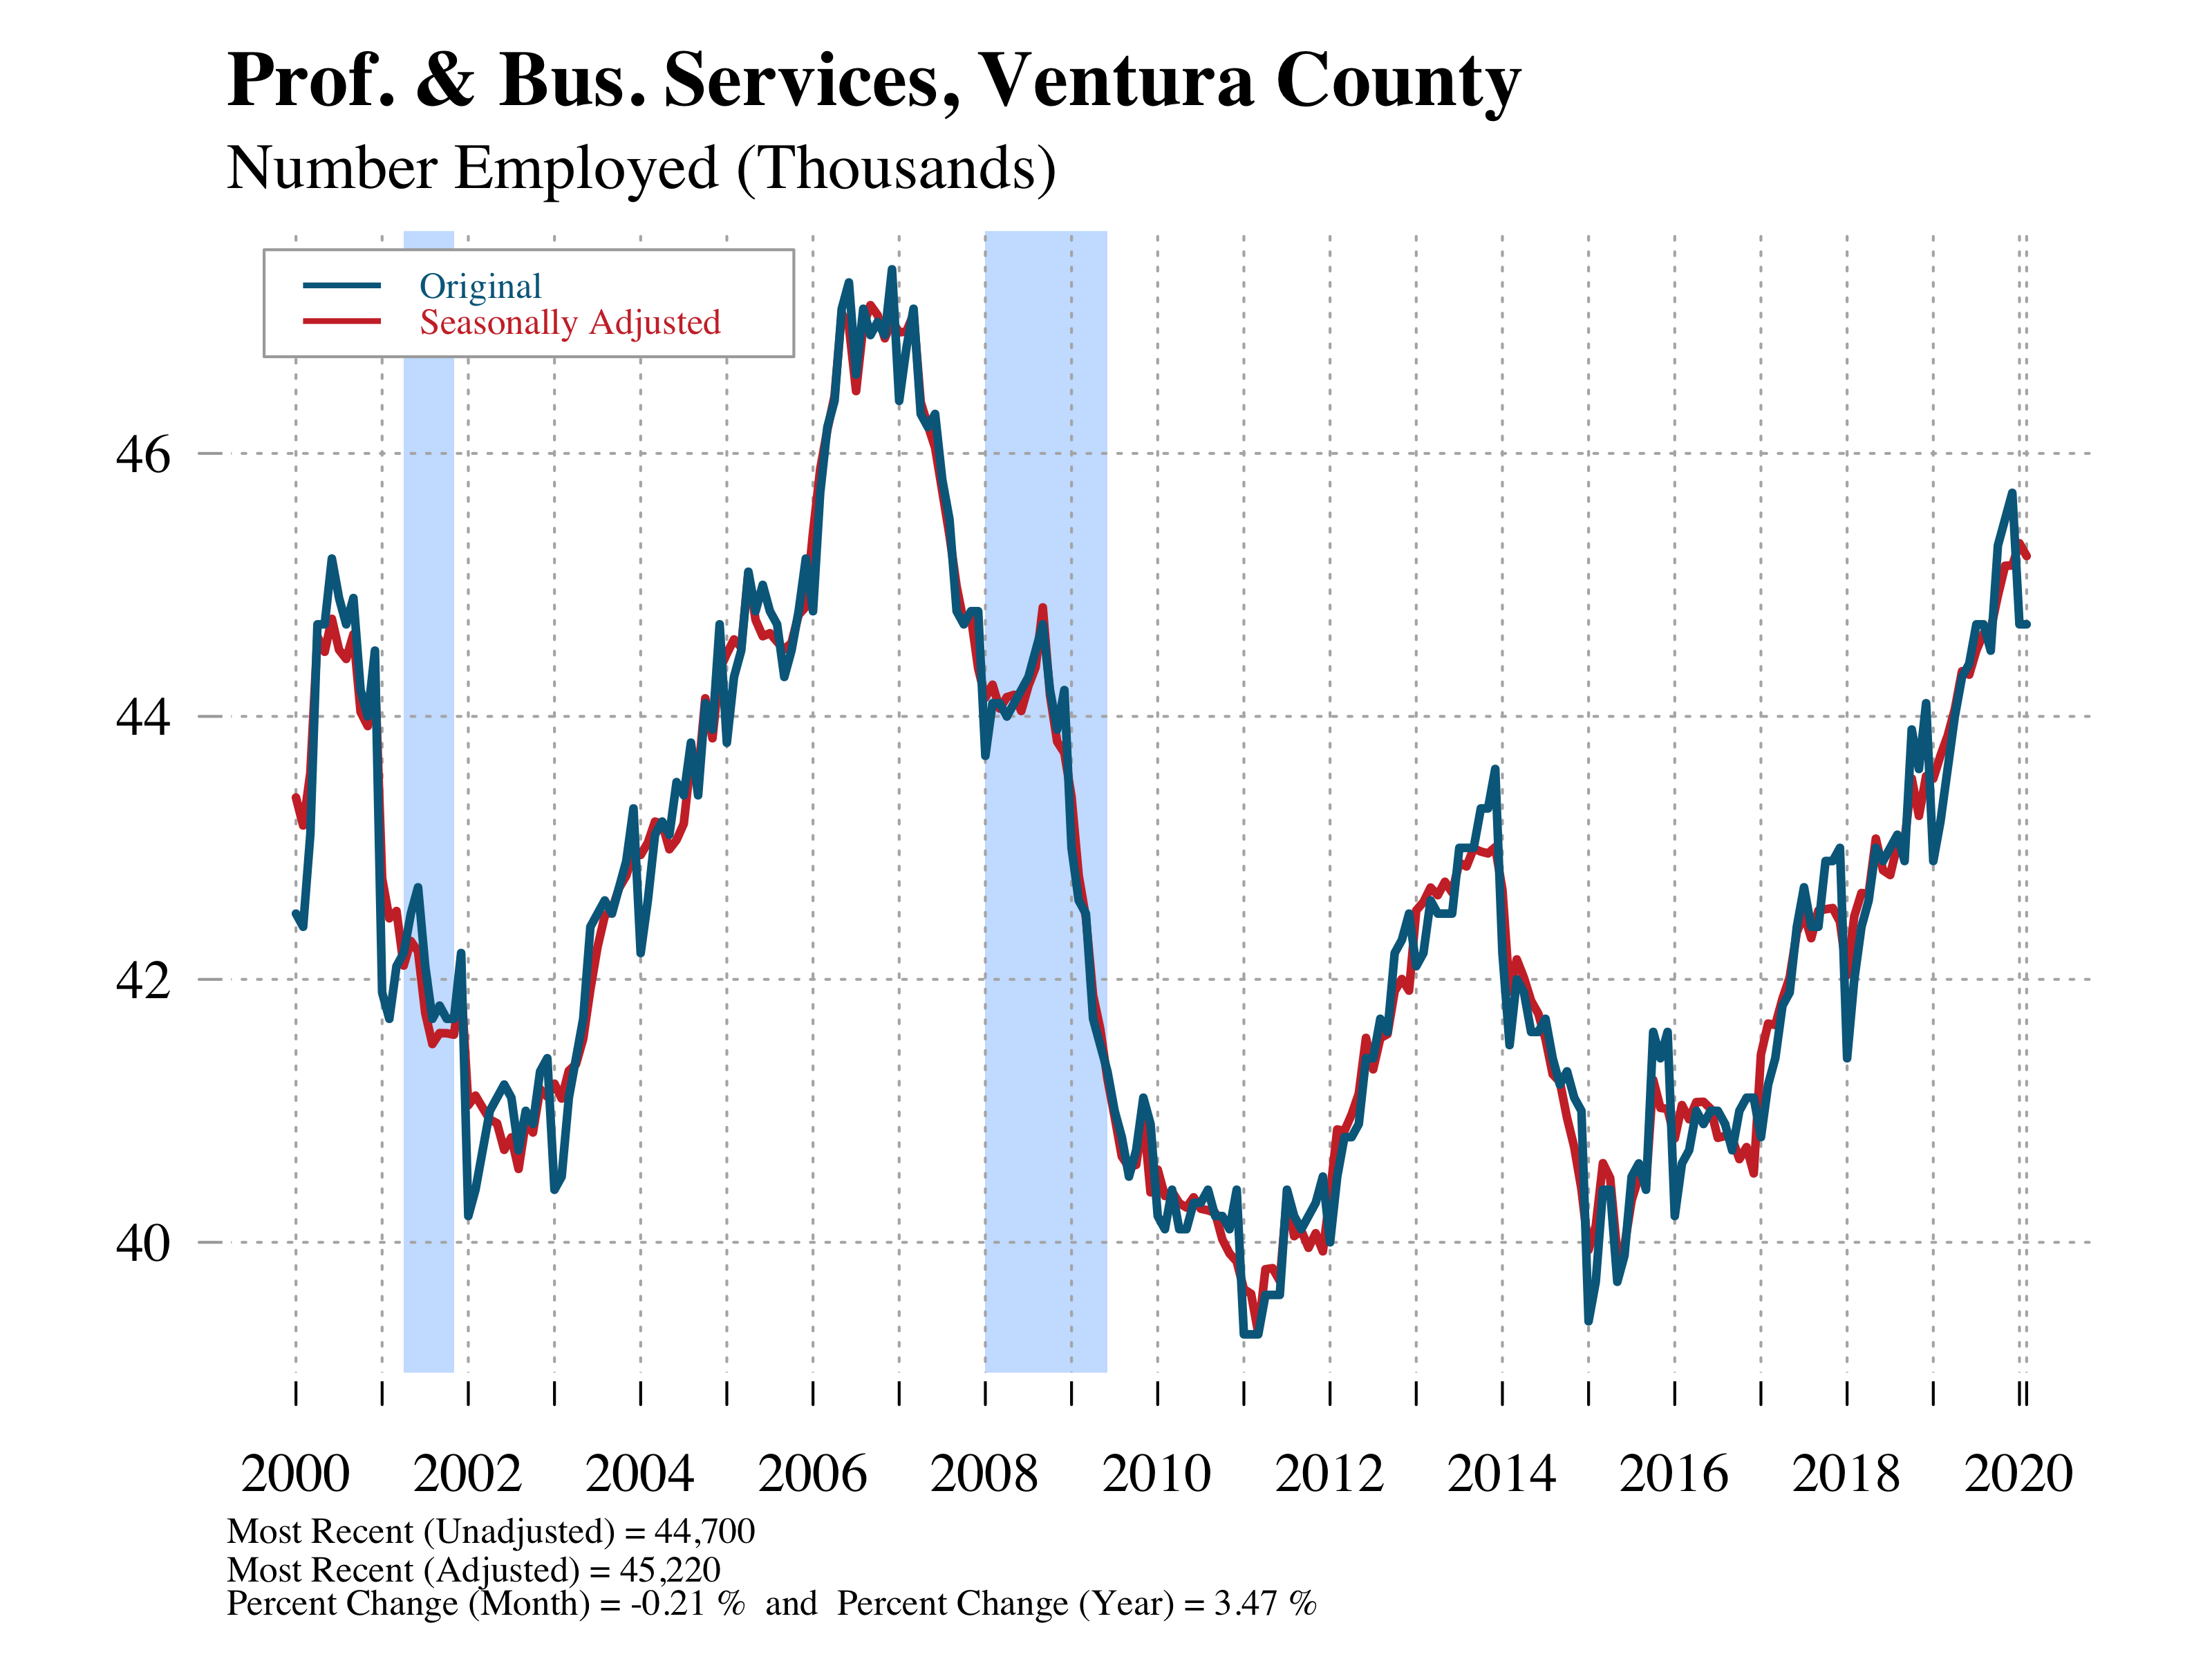 Prof. & Bus. Services, Ventura County
Number Employed (Thousands)
Original
Seasonally Adjusted
46
44
42
40
2000 2002 2004 2006 2008 2010 2012 2014 2016 2018 2020
Most Recent (Unadjusted) = 44,700
Most Recent (Adjusted) = 45,220
Percent Change (Month) = -0.21 % and Percent Change (Year) = 3.47 %